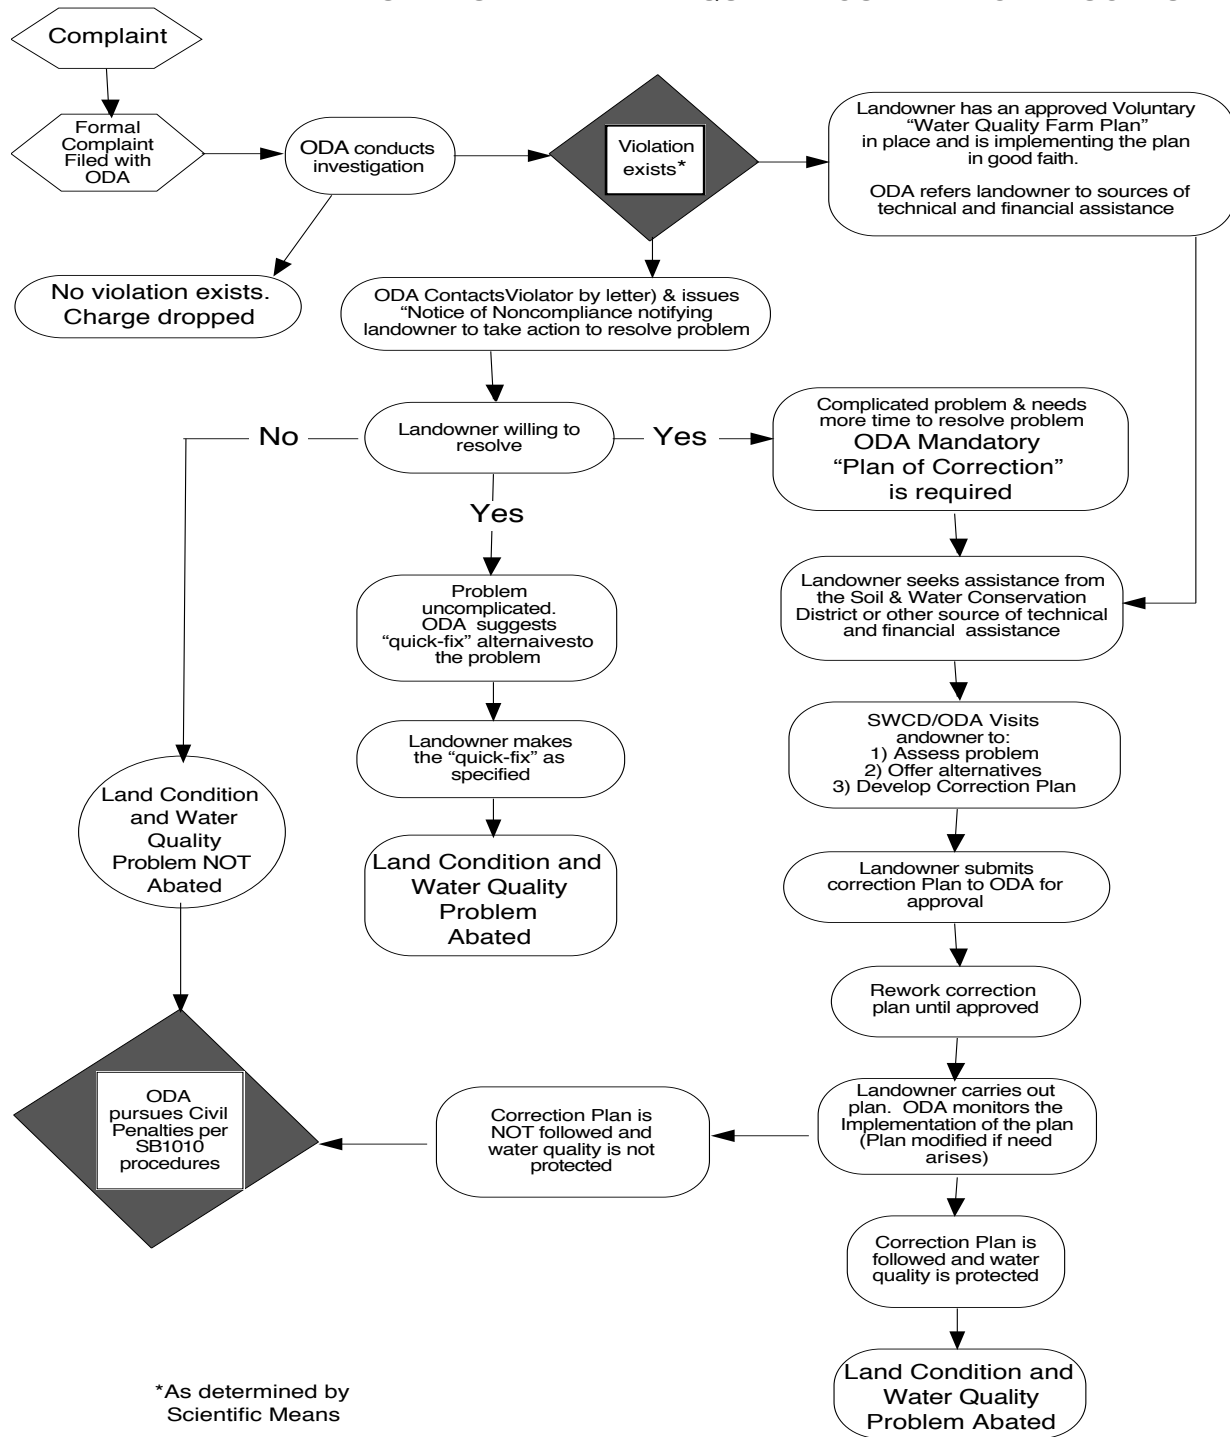 Complaint
Formal
Complaint
Filed with
ODA
ODA conducts
investigation
Violation
exists*
Landowner has an approved Voluntary
“Water Quality Farm Plan”
in place and is implementing the plan
in good faith.
ODA refers landowner to sources of
technical and financial assistance
No violation exists.
Charge dropped
ODA ContactsViolator by letter) & issues
“Notice of Noncompliance notifying
landowner to take action to resolve problem
No
Landowner willing to
resolve
Yes
Complicated problem & needs
more time to resolve problem
ODA Mandatory
“Plan of Correction”
is required
Yes
Problem
uncomplicated.
ODA suggests
“quick-fix” alternaivesto
the problem
Landowner seeks assistance from
the Soil & Water Conservation
District or other source of technical
and financial assistance
Landowner makes
the “quick-fix” as
specified
SWCD/ODA Visits
andowner to:
1) Assess problem
2) Offer alternatives
3) Develop Correction Plan
Land Condition
and Water
Quality
Problem NOT
Abated
Land Condition and
Water Quality
Problem
Abated
Landowner submits
correction Plan to ODA for
approval
Rework correction
plan until approved
ODA
pursues Civil
Penalties per
SB1010
procedures
Correction Plan is
NOT followed and
water quality is not
protected
Landowner carries out
plan. ODA monitors the
Implementation of the plan
(Plan modified if need
arises)
Correction Plan is
followed and water
quality is protected
Land Condition and
Water Quality
Problem Abated
*As determined by
Scientific Means